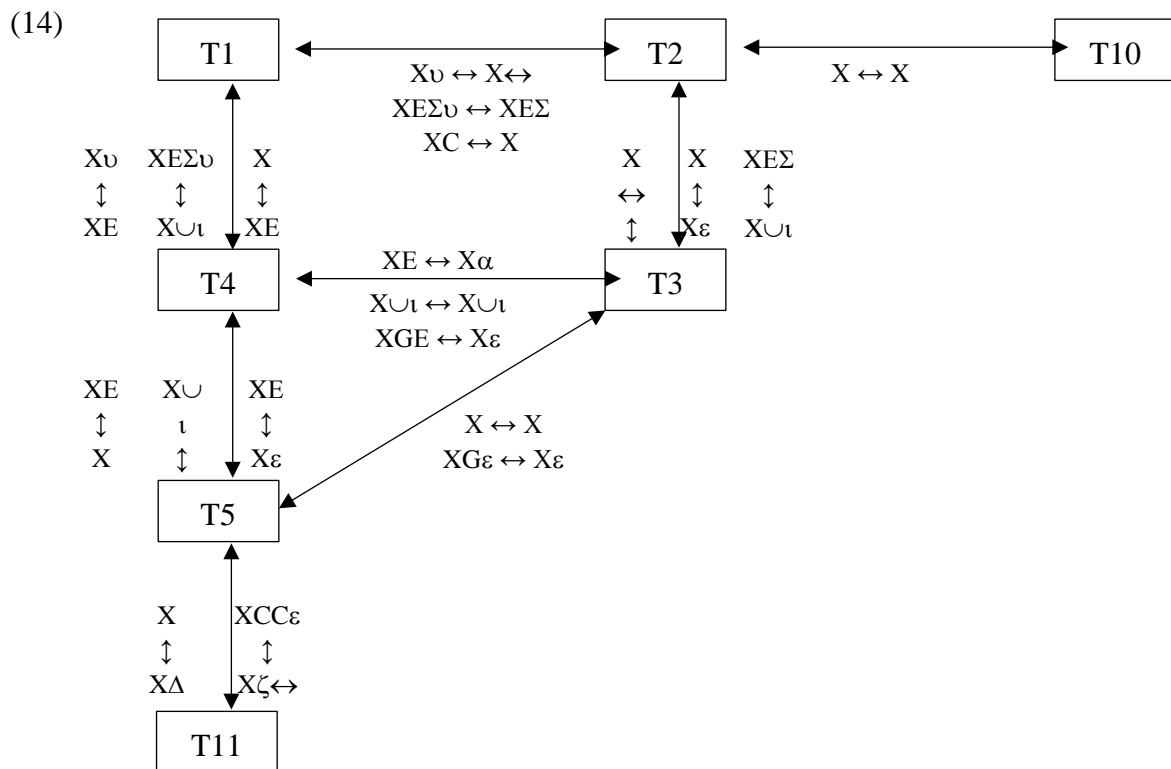 (14)
T1 T2 T10
Xυ ↔ X↔
X ↔ X
XEΣυ ↔ XEΣ
XC ↔ X
Xυ XEΣυ X X X XEΣ
↕ ↕ ↕ ↔ ↕ ↕
XE X∪ι XE ↕ Xε X∪ι
T4 XE ↔ Xα T3
X∪ι ↔ X∪ι
XGE ↔ Xε
XE X∪ XE
↕ ι ↕
X ↕ Xε
X ↔ X
XGε ↔ Xε
T5
X XCCε
↕ ↕
XΔ Xζ↔
T11